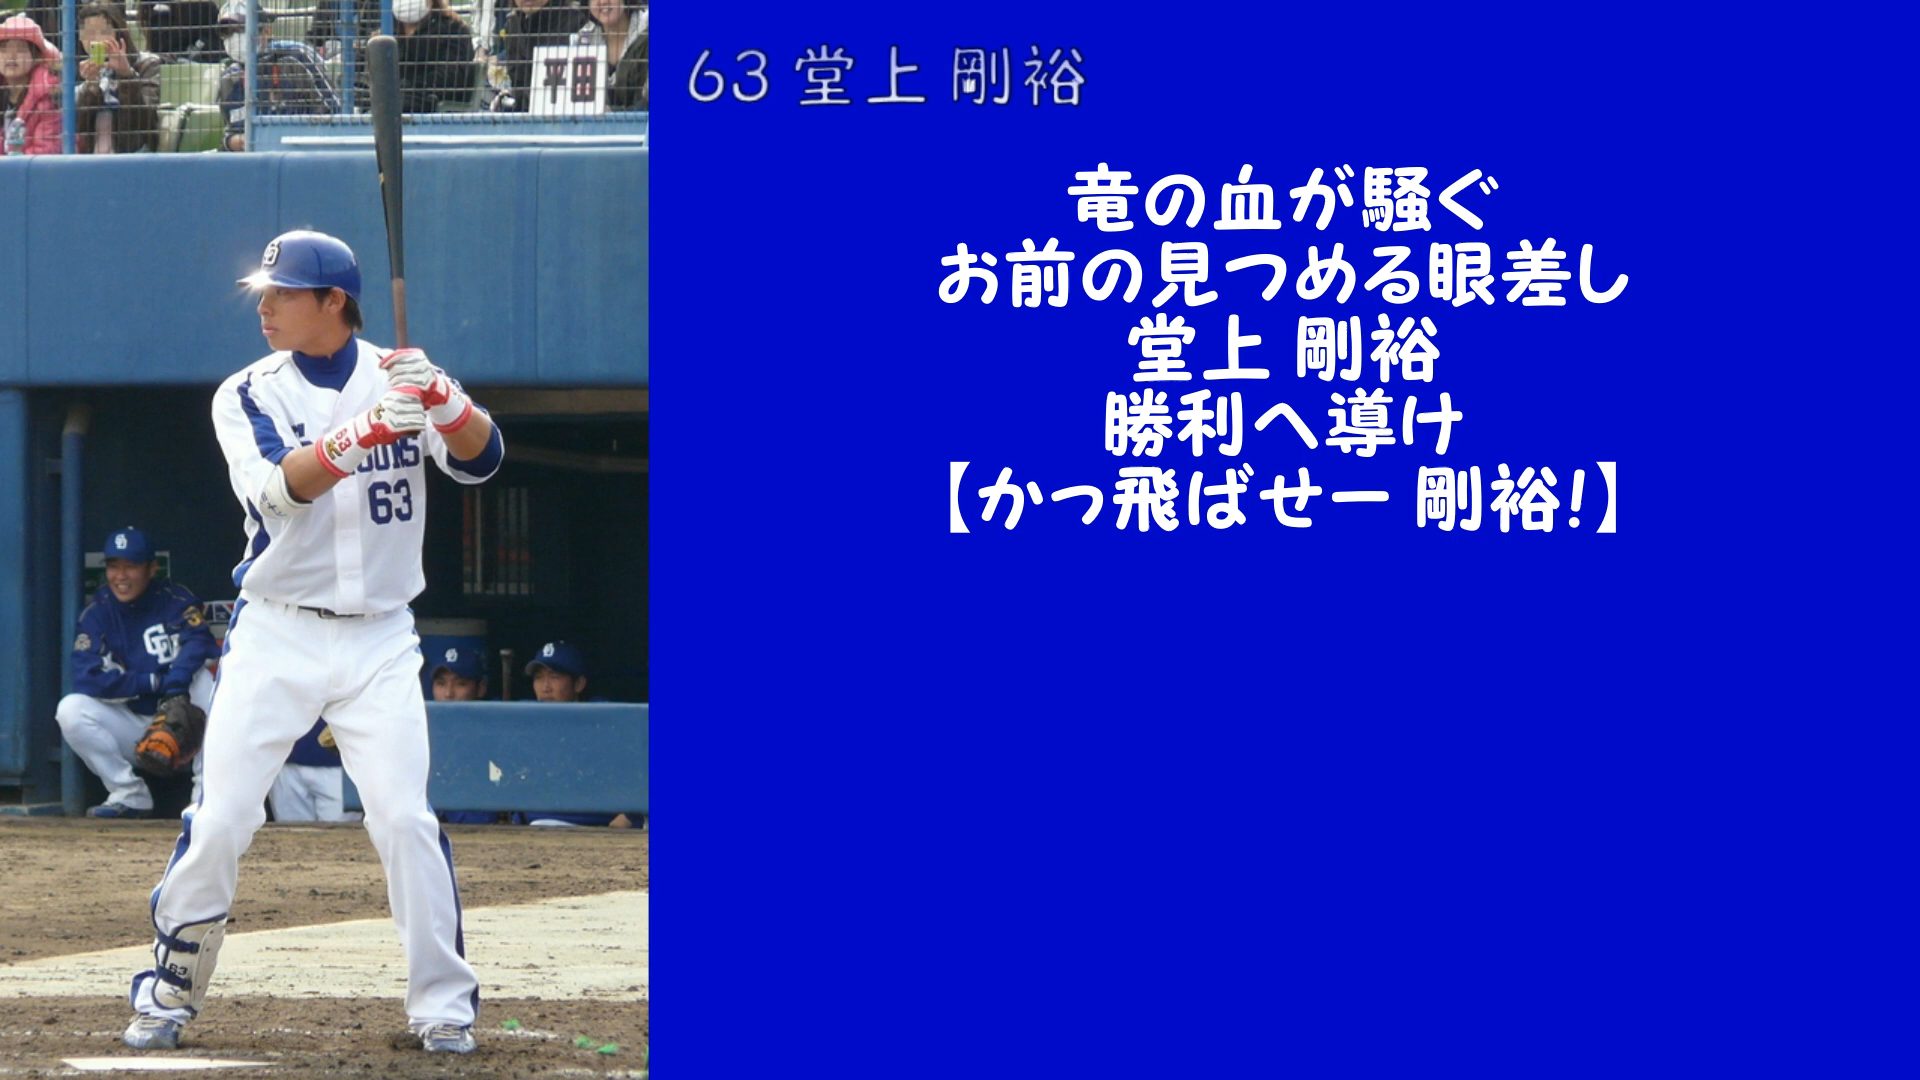 63 堂上 剛裕
竜の血が騒ぐ
お前の見つめる眼差し
堂上 剛裕
勝利へ導け
【かっ飛ばせー 剛裕!】
平田
63
63
63